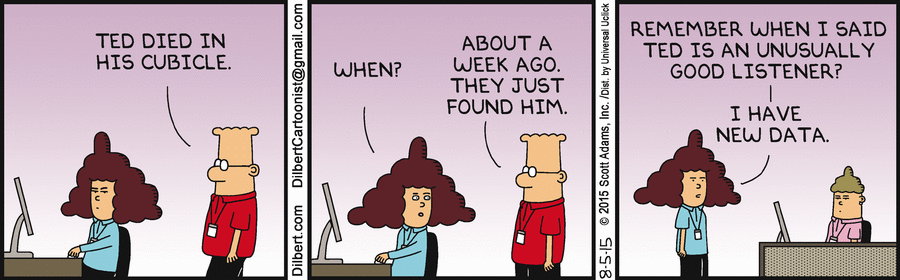 TED DIED IN
HIS CUBICLE.
Dilbert.com DilbertCartoonist@gmail.com
WHEN?
ABOUT A
WEEK AGO.
THEY JUST
FOUND HIM.
8-5-15 © 2015 Scott Adams, Inc. /Dist. by Universal Uclick
REMEMBER WHEN I SAID
TED IS AN UNUSUALLY
GOOD LISTENER?
I HAVE
NEW DATA.